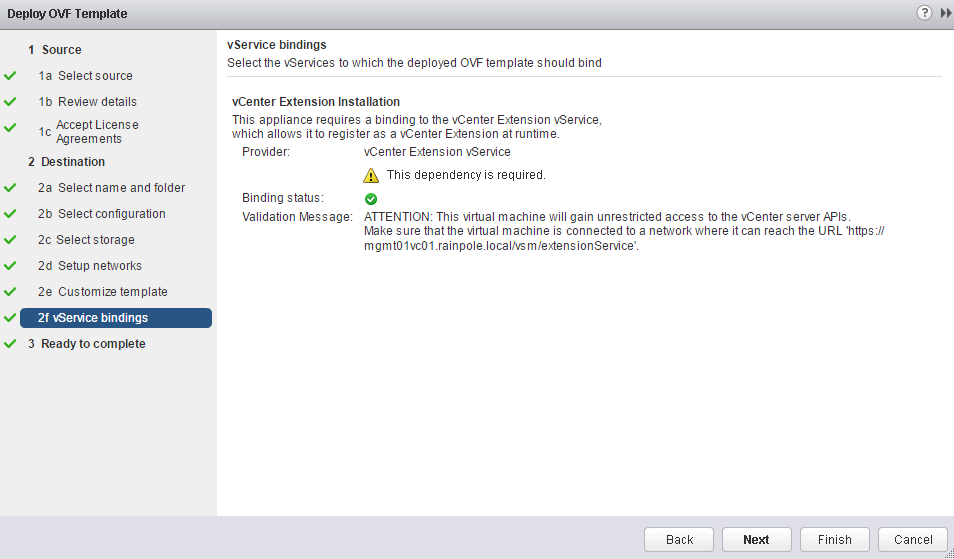 Deploy OVF Template
?
1 Source
1a Select source
1b Review details
1c Accept License
Agreements
2 Destination
2a Select name and folder
2b Select configuration
2c Select storage
2d Setup networks
2e Customize template
2f vService bindings
3 Ready to complete
vService bindings
Select the vServices to which the deployed OVF template should bind
vCenter Extension Installation
This appliance requires a binding to the vCenter Extension vService,
which allows it to register as a vCenter Extension at runtime.
Provider: vCenter Extension vService
This dependency is required.
Binding status:
Validation Message: ATTENTION: This virtual machine will gain unrestricted access to the vCenter server APIs.
Make sure that the virtual machine is connected to a network where it can reach the URL 'https://
mgmt01vc01.rainpole.local/vsm/extensionService'.
Back Next Finish Cancel